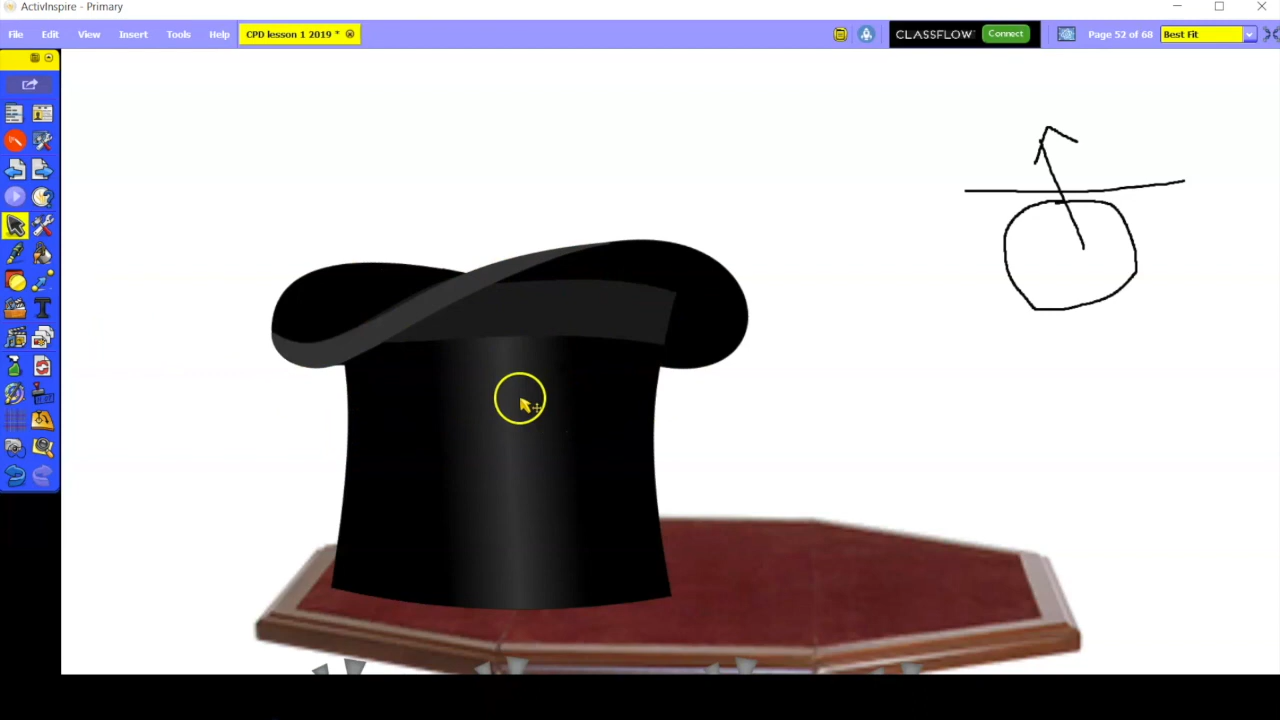 ActivInspire - Primary
File Edit View Insert Tools Help CPD lesson 1 2019 * CLASSFLOW Connect Page 52 of 68 Best Fit
T